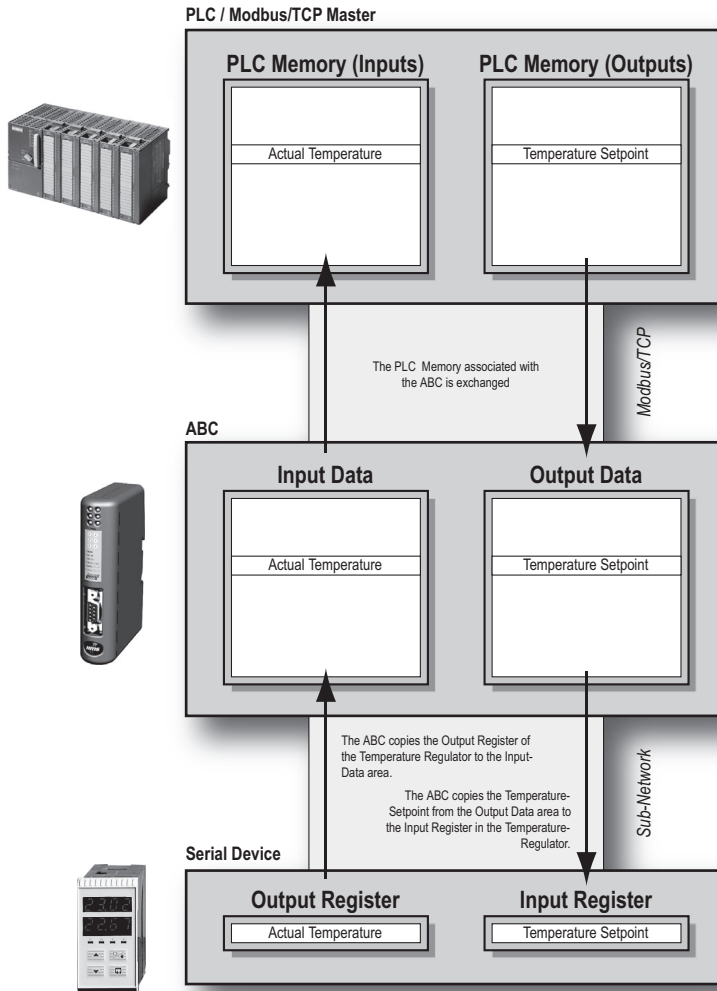 PLC / Modbus/TCP Master
PLC Memory (Inputs)
PLC Memory (Outputs)
Actual Temperature
Temperature Setpoint
The PLC Memory associated with
the ABC is exchanged
Modbus/TCP
ABC
Input Data
Output Data
Actual Temperature
Temperature Setpoint
The ABC copies the Output Register of
the Temperature Regulator to the Input-
Data area.
The ABC copies the Temperature-
Setpoint from the Output Data area to
the Input Register in the Temperature-
Regulator.
Sub-Network
Serial Device
Output Register
Input Register
Actual Temperature
Temperature Setpoint